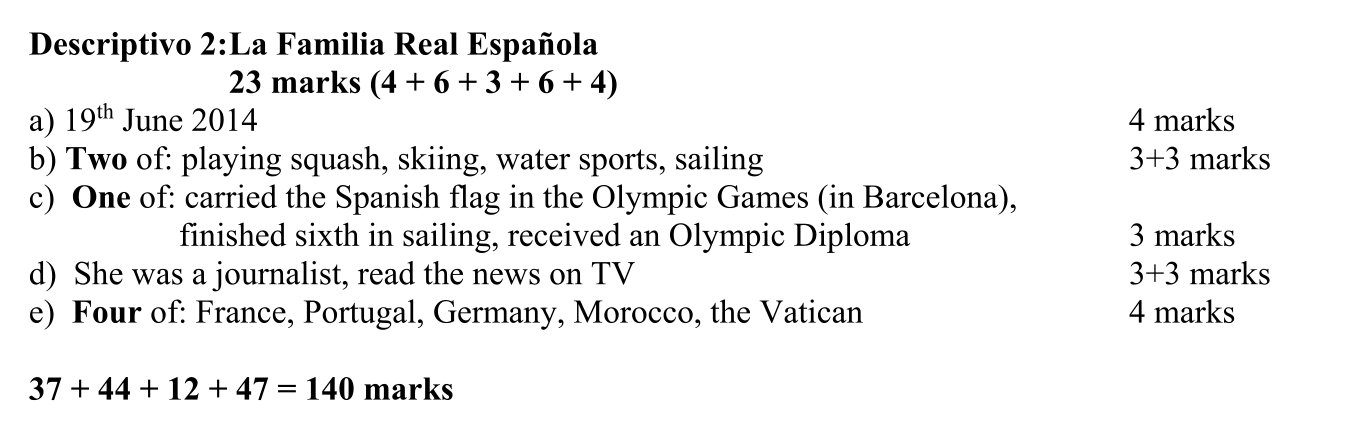 Descriptivo 2:La Familia Real Española
23 marks (4 + 6 + 3 + 6 + 4)
a) 19th June 2014 4 marks
b) Two of: playing squash, skiing, water sports, sailing 3+3 marks
c) One of: carried the Spanish flag in the Olympic Games (in Barcelona),
finished sixth in sailing, received an Olympic Diploma 3 marks
d) She was a journalist, read the news on TV 3+3 marks
e) Four of: France, Portugal, Germany, Morocco, the Vatican 4 marks
37 + 44 + 12 + 47 = 140 marks